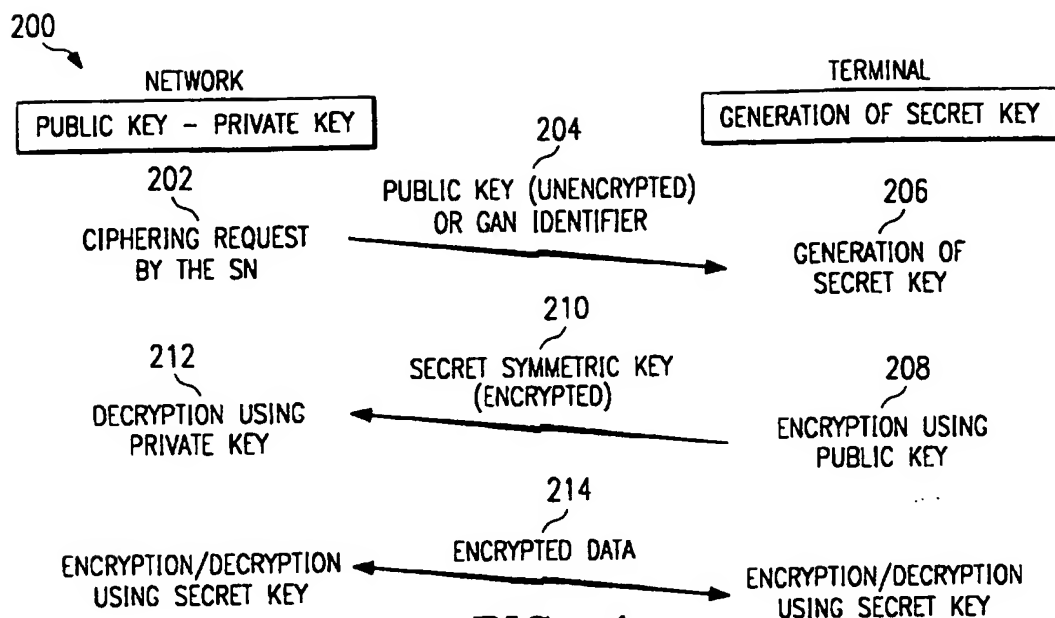 200
NETWORK
PUBLIC KEY – PRIVATE KEY
TERMINAL
GENERATION OF SECRET KEY
202
CIPHERING REQUEST
BY THE SN
204
PUBLIC KEY (UNENCRYPTED)
OR GAN IDENTIFIER
206
GENERATION OF
SECRET KEY
212
DECRYPTION USING
PRIVATE KEY
210
SECRET SYMMETRIC KEY
(ENCRYPTED)
208
ENCRYPTION USING
PUBLIC KEY
ENCRYPTION/DECRYPTION
USING SECRET KEY
214
ENCRYPTED DATA
ENCRYPTION/DECRYPTION
USING SECRET KEY